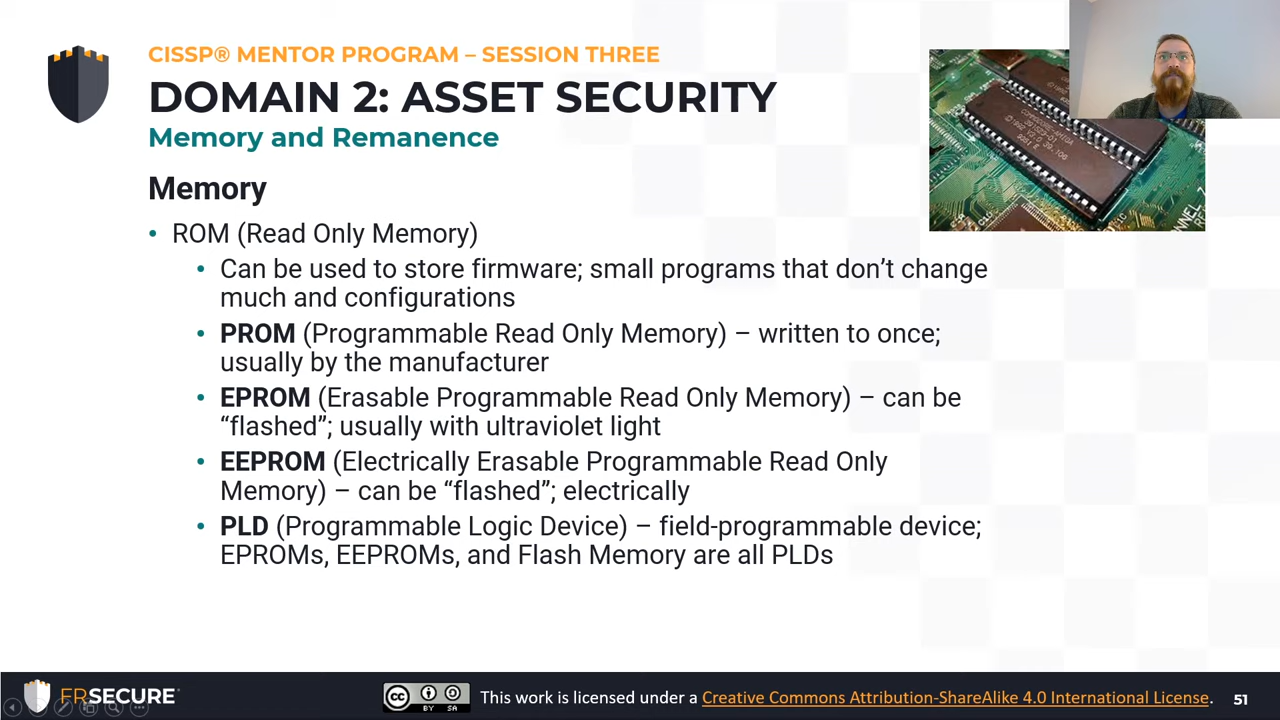 CISSP® MENTOR PROGRAM – SESSION THREE
DOMAIN 2: ASSET SECURITY
Memory and Remanence
Memory
• ROM (Read Only Memory)
• Can be used to store firmware; small programs that don’t change
much and configurations
• PROM (Programmable Read Only Memory) – written to once;
usually by the manufacturer
• EPROM (Erasable Programmable Read Only Memory) – can be
“flashed”; usually with ultraviolet light
• EEPROM (Electrically Erasable Programmable Read Only
Memory) – can be “flashed”; electrically
• PLD (Programmable Logic Device) – field-programmable device;
EPROMs, EEPROMs, and Flash Memory are all PLDs
FRSECURE
CC
BY SA
This work is licensed under a Creative Commons Attribution-ShareAlike 4.0 International License.
51